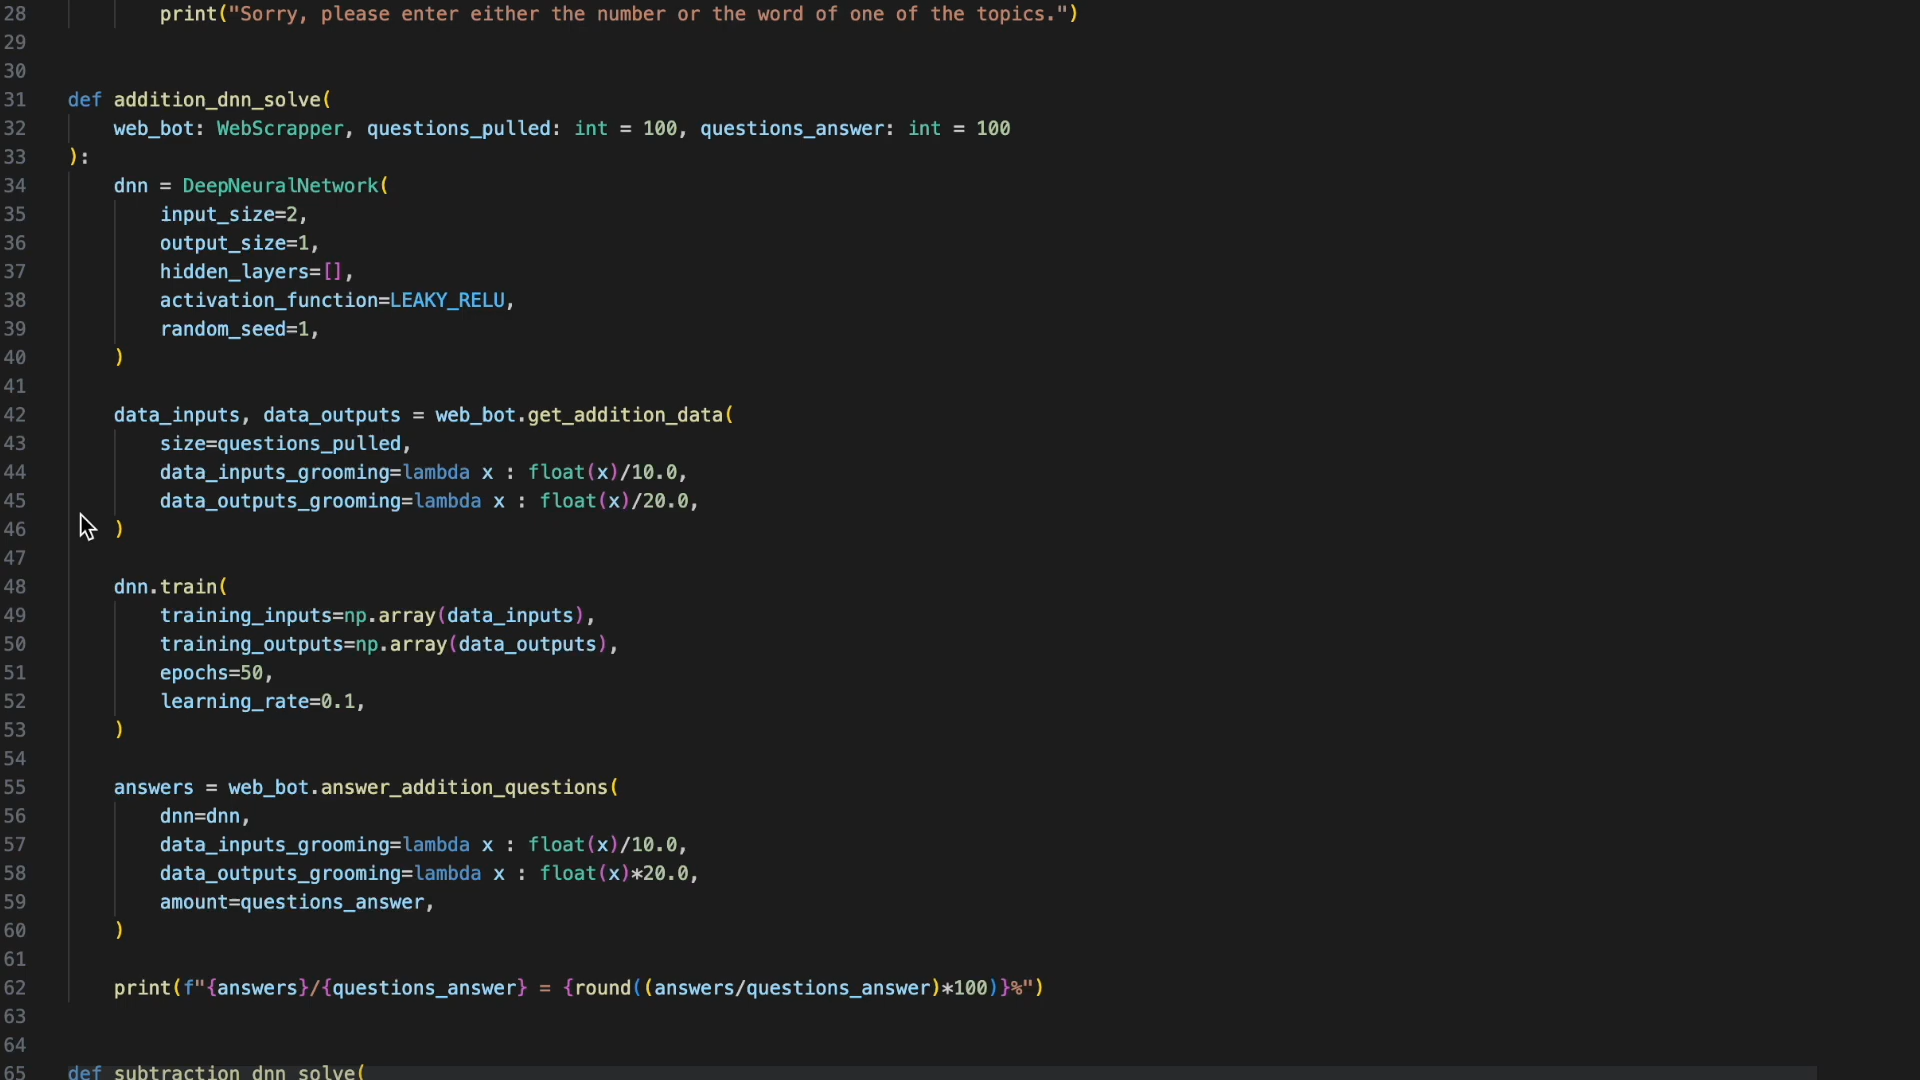 28 print("Sorry, please enter either the number or the word of one of the topics.")
29
30
31 def addition_dnn_solve(
32 web_bot: WebScrapper, questions_pulled: int = 100, questions_answer: int = 100
33 ):
34 dnn = DeepNeuralNetwork(
35 input_size=2,
36 output_size=1,
37 hidden_layers=[],
38 activation_function=LEAKY_RELU,
39 random_seed=1,
40 )
41
42 data_inputs, data_outputs = web_bot.get_addition_data(
43 size=questions_pulled,
44 data_inputs_grooming=lambda x : float(x)/10.0,
45 data_outputs_grooming=lambda x : float(x)/20.0,
46 )
47
48 dnn.train(
49 training_inputs=np.array(data_inputs),
50 training_outputs=np.array(data_outputs),
51 epochs=50,
52 learning_rate=0.1,
53 )
54
55 answers = web_bot.answer_addition_questions(
56 dnn=dnn,
57 data_inputs_grooming=lambda x : float(x)/10.0,
58 data_outputs_grooming=lambda x : float(x)*20.0,
59 amount=questions_answer,
60 )
61
62 print(f"{answers}/{questions_answer} = {round((answers/questions_answer)*100)}%")
63
64
65 def subtraction_dnn_solve(